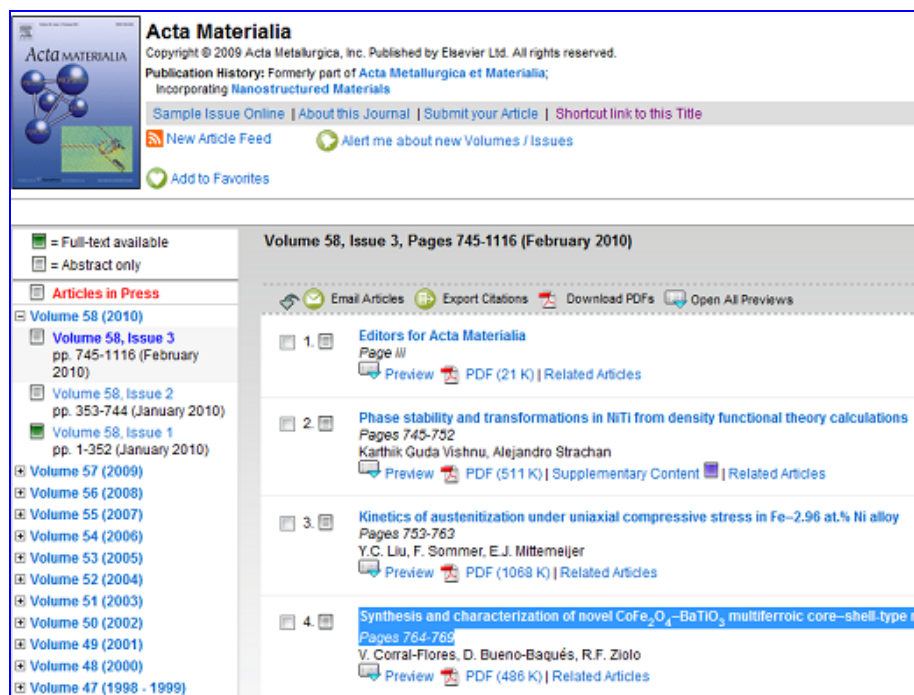 Acta MATERIALIA
Acta Materialia
Copyright © 2009 Acta Metallurgica, Inc. Published by Elsevier Ltd. All rights reserved.
Publication History: Formerly part of Acta Metallurgica et Materialia;
Incorporating Nanostructured Materials
Sample Issue Online | About this Journal | Submit your Article | Shortcut link to this Title
New Article Feed
Alert me about new Volumes / Issues
Add to Favorites
= Full-text available
= Abstract only
Articles in Press
Volume 58 (2010)
Volume 58, Issue 3
pp. 745-1116 (February
2010)
Volume 58, Issue 2
pp. 353-744 (January 2010)
Volume 58, Issue 1
pp. 1-352 (January 2010)
Volume 57 (2009)
Volume 56 (2008)
Volume 55 (2007)
Volume 54 (2006)
Volume 53 (2005)
Volume 52 (2004)
Volume 51 (2003)
Volume 50 (2002)
Volume 49 (2001)
Volume 48 (2000)
Volume 47 (1998 - 1999)
Volume 58, Issue 3, Pages 745-1116 (February 2010)
Email Articles Export Citations Download PDFs Open All Previews
1. Editors for Acta Materialia
Page iii
Preview PDF (21 K) | Related Articles
2. Phase stability and transformations in NiTi from density functional theory calculations
Pages 745-752
Karthik Guda Vishnu, Alejandro Strachan
Preview PDF (511 K) | Supplementary Content | Related Articles
3. Kinetics of austenitization under uniaxial compressive stress in Fe–2.96 at.% Ni alloy
Pages 753-763
Y.C. Liu, F. Sommer, E.J. Mittemeijer
Preview PDF (1068 K) | Related Articles
4. Synthesis and characterization of novel CoFe₂O₄–BaTiO₃ multiferroic core–shell-type
Pages 764-769
V. Corral-Flores, D. Bueno-Baqués, R.F. Ziolo
Preview PDF (486 K) | Related Articles